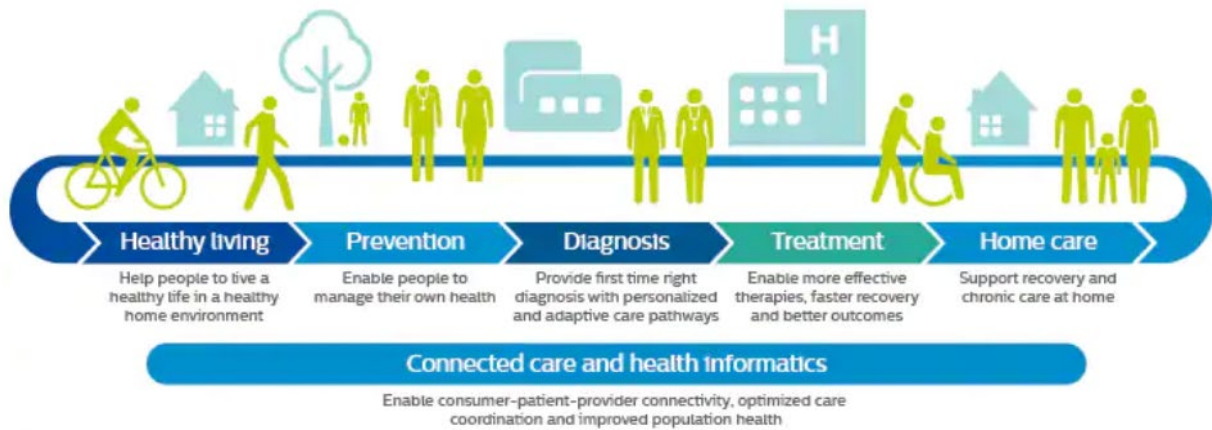 H
Healthy living
Prevention
Diagnosis
Treatment
Home care
Help people to live a
healthy life in a healthy
home environment
Enable people to
manage their own health
Provide first time right
diagnosis with personalized
and adaptive care pathways
Enable more effective
therapies, faster recovery
and better outcomes
Support recovery and
chronic care at home
Connected care and health informatics
Enable consumer-patient-provider connectivity, optimized care
coordination and improved population health